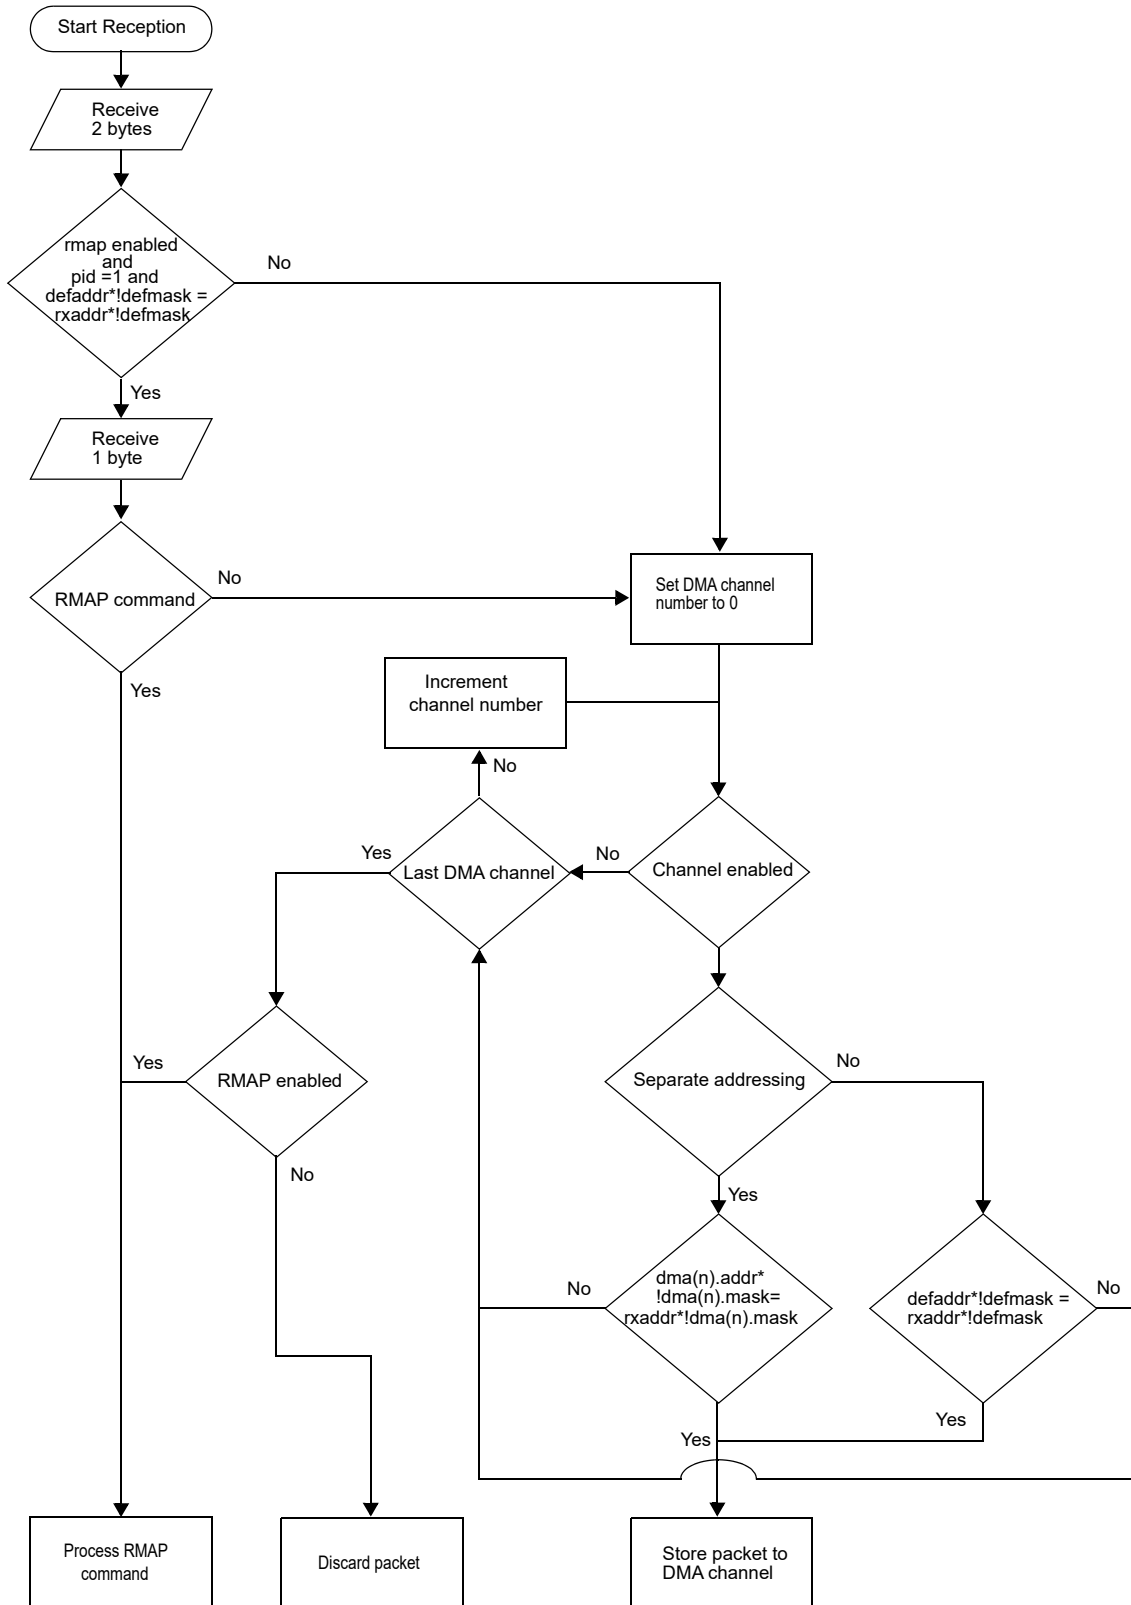 Start Reception
Receive
2 bytes
rmap enabled
and
pid =1 and
defaddr*!defmask =
rxaddr*!defmask
No
Yes
Receive
1 byte
RMAP command
No
Yes
Set DMA channel
number to 0
Increment
channel number
No
Last DMA channel
Yes
No
Channel enabled
RMAP enabled
Yes
No
Separate addressing
No
Yes
dma(n).addr*
!dma(n).mask=
rxaddr*!dma(n).mask
No
Yes
defaddr*!defmask =
rxaddr*!defmask
No
Yes
Process RMAP
command
Discard packet
Store packet to
DMA channel